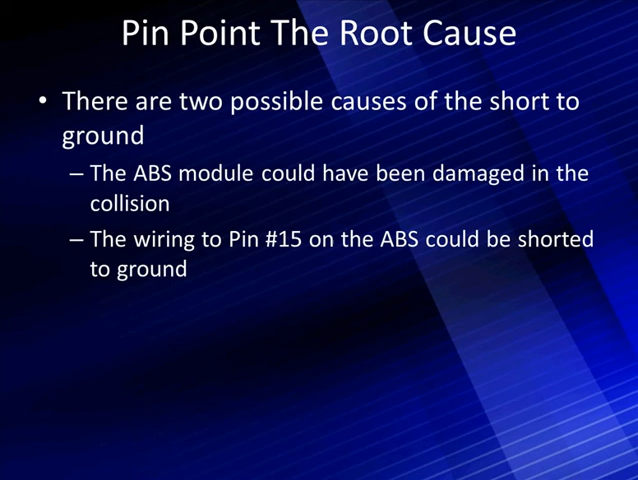 Pin Point The Root Cause
• There are two possible causes of the short to
ground
– The ABS module could have been damaged in the
collision
– The wiring to Pin #15 on the ABS could be shorted
to ground